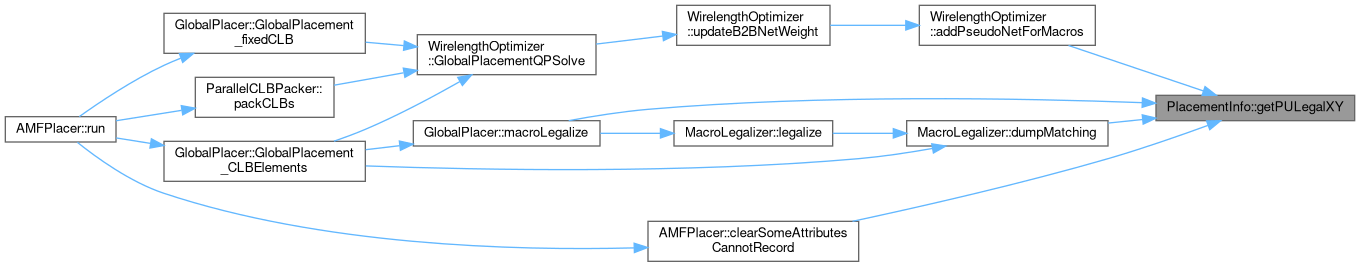 GlobalPlacer::GlobalPlacement
_fixedCLB
WirelengthOptimizer
::GlobalPlacementQPSolve
WirelengthOptimizer
::updateB2BNetWeight
WirelengthOptimizer
::addPseudoNetForMacros
ParallelCLBPacker::
packCLBs
PlacementInfo::getPULegalXY
AMFPlacer::run
GlobalPlacer::macroLegalize
MacroLegalizer::legalize
MacroLegalizer::dumpMatching
GlobalPlacer::GlobalPlacement
_CLBElements
AMFPlacer::clearSomeAttributes
CannotRecord